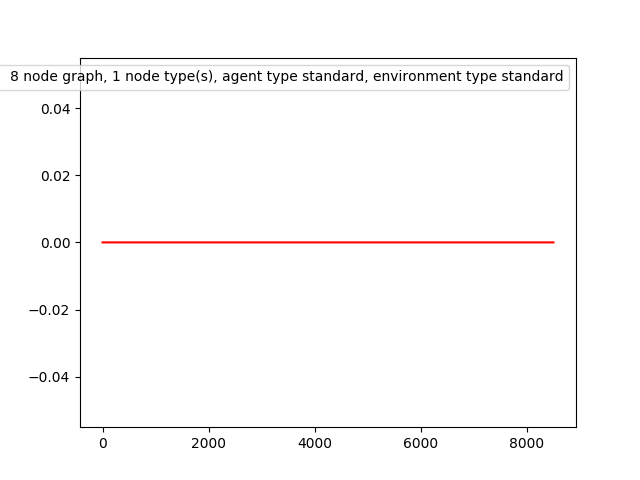 8 node graph, 1 node type(s), agent type standard, environment type standard
0.04
0.02
0.00
−0.02
−0.04
0 2000 4000 6000 8000